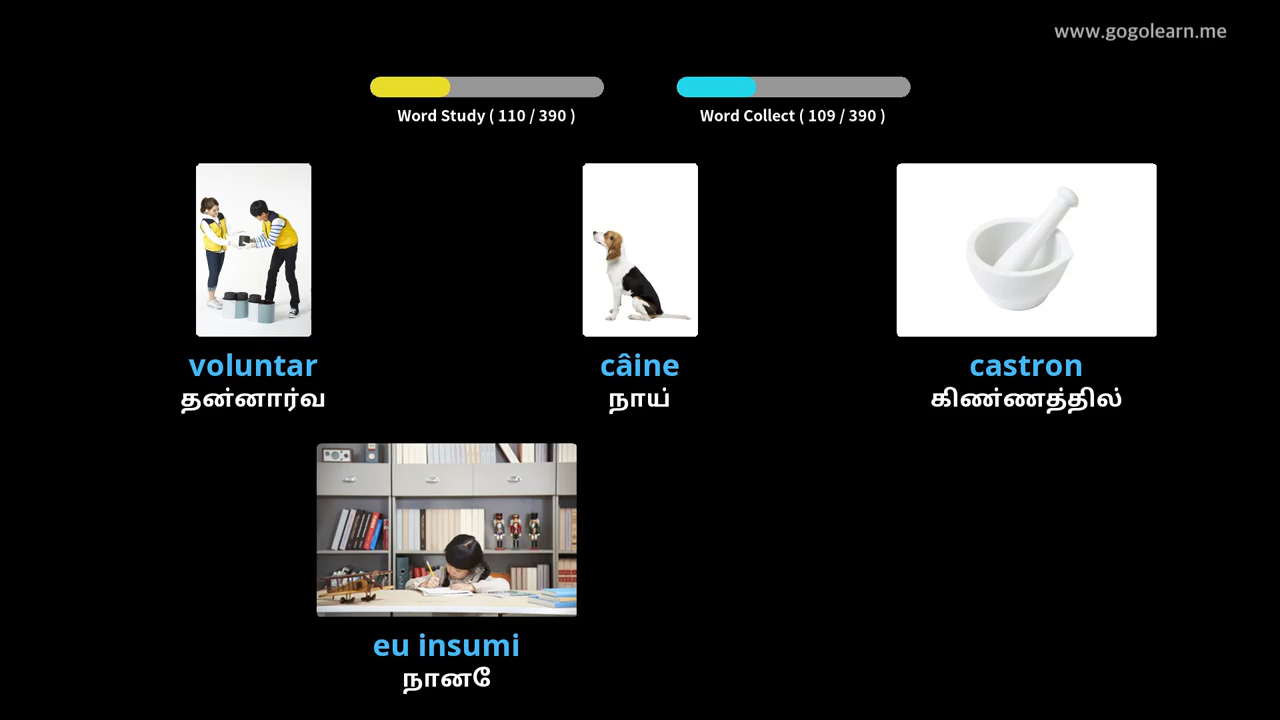 www.gogolearn.me
Word Study ( 110 / 390 )
Word Collect ( 109 / 390 )
voluntar
தன்னார்வ
câine
நாய்
castron
கிண்ணத்தில்
eu insumi
நானே